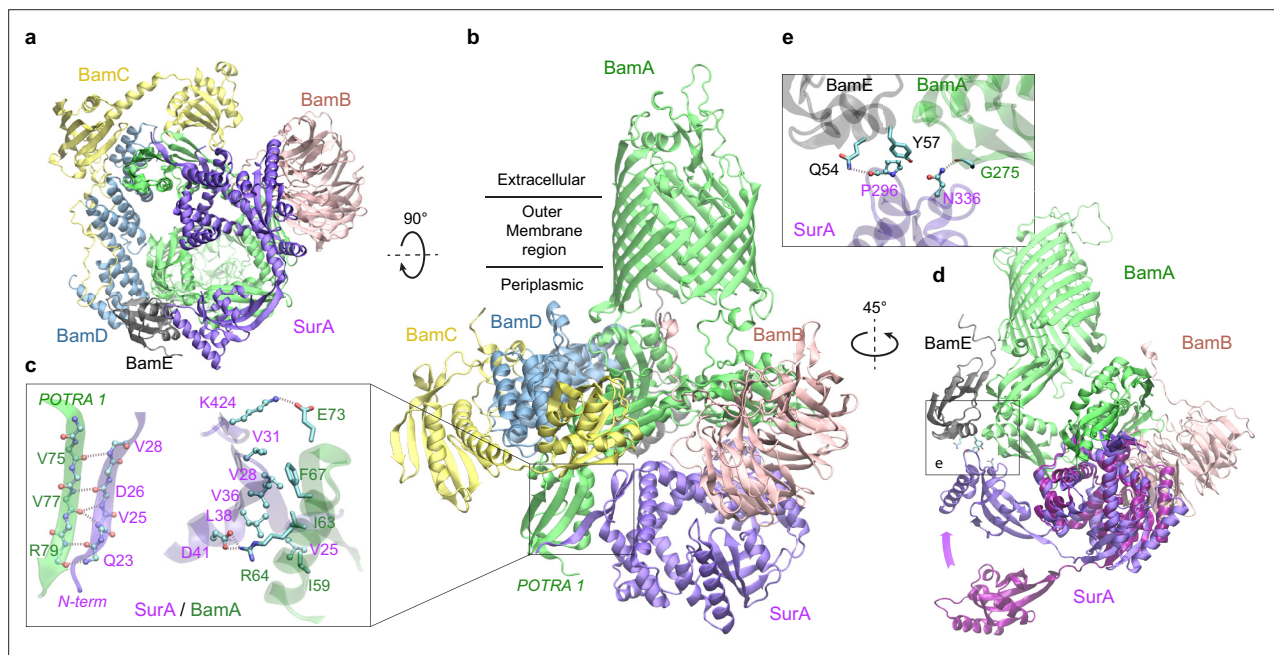 a
BamC
BamB
BamD
BamE
SurA
90°
b
BamA
Extracellular
Outer
Membrane
region
Periplasmic
BamC
BamD
BamB
POTRA 1
SurA
c
POTRA 1
V75
V77
R79
V28
D26
V25
Q23
N-term
K424
E73
V31
V28
F67
V36
L38
I63
D41
V25
R64
I59
SurA / BamA
e
BamE
BamA
Y57
Q54
G275
P296
N336
SurA
45°
d
BamA
BamE
BamB
e
SurA